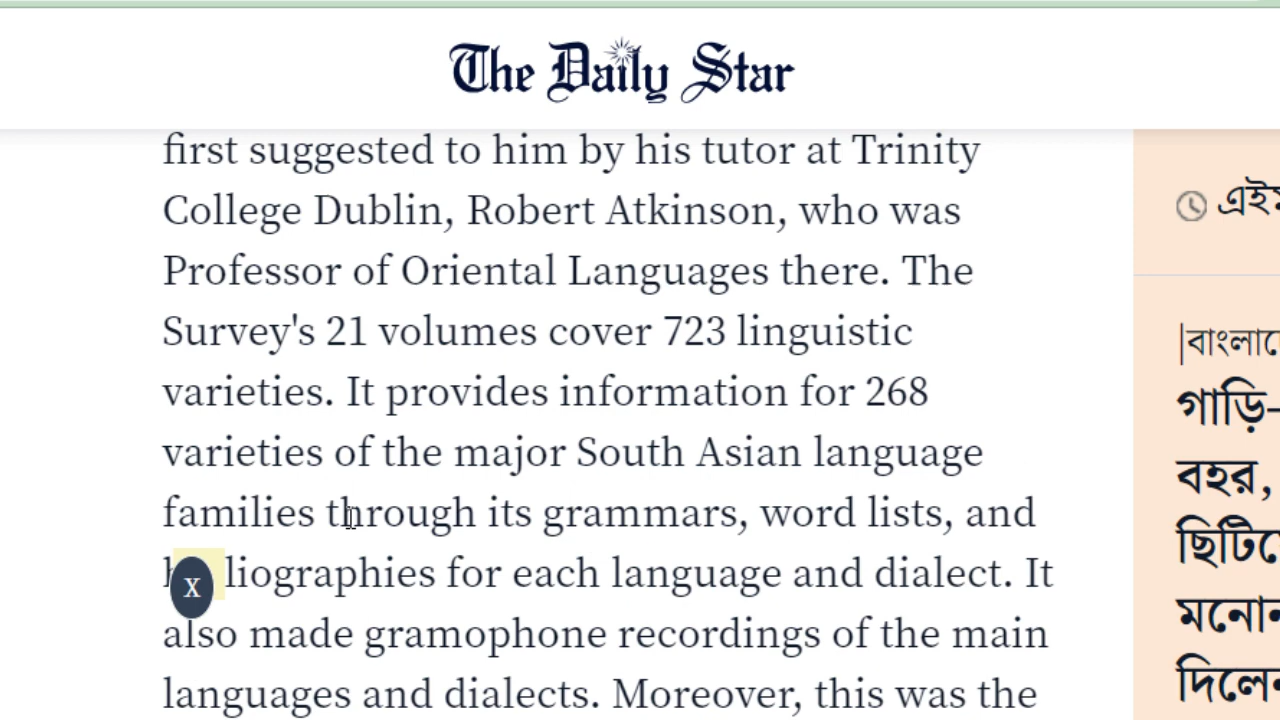 The Daily Star
first suggested to him by his tutor at Trinity
College Dublin, Robert Atkinson, who was
Professor of Oriental Languages there. The
Survey's 21 volumes cover 723 linguistic
varieties. It provides information for 268
varieties of the major South Asian language
families through its grammars, word lists, and
liographies for each language and dialect. It
X
also made gramophone recordings of the main
languages and dialects. Moreover, this was the
গাড়ি-
বহর,